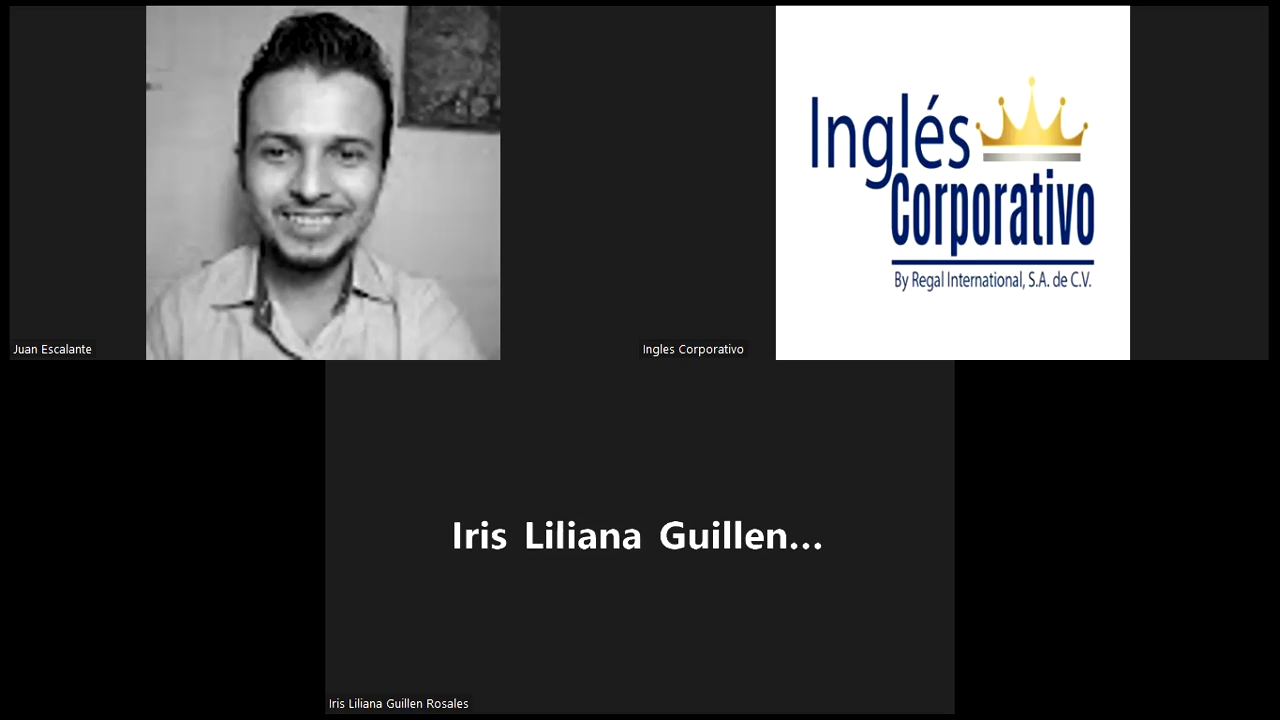 Inglés
Corporativo
By Regal International, S.A. de C.V.
Juan Escalante
Ingles Corporativo
Iris Liliana Guillen...
Iris Liliana Guillen Rosales